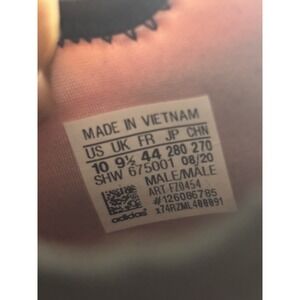 MADE IN VIETNAM
US UK FR JP CHN
10 9½ 44 280 270
SHW 675001 08/20
MALE/MALE
ART FZ0454
#126086785
x74RZML400091
adidas